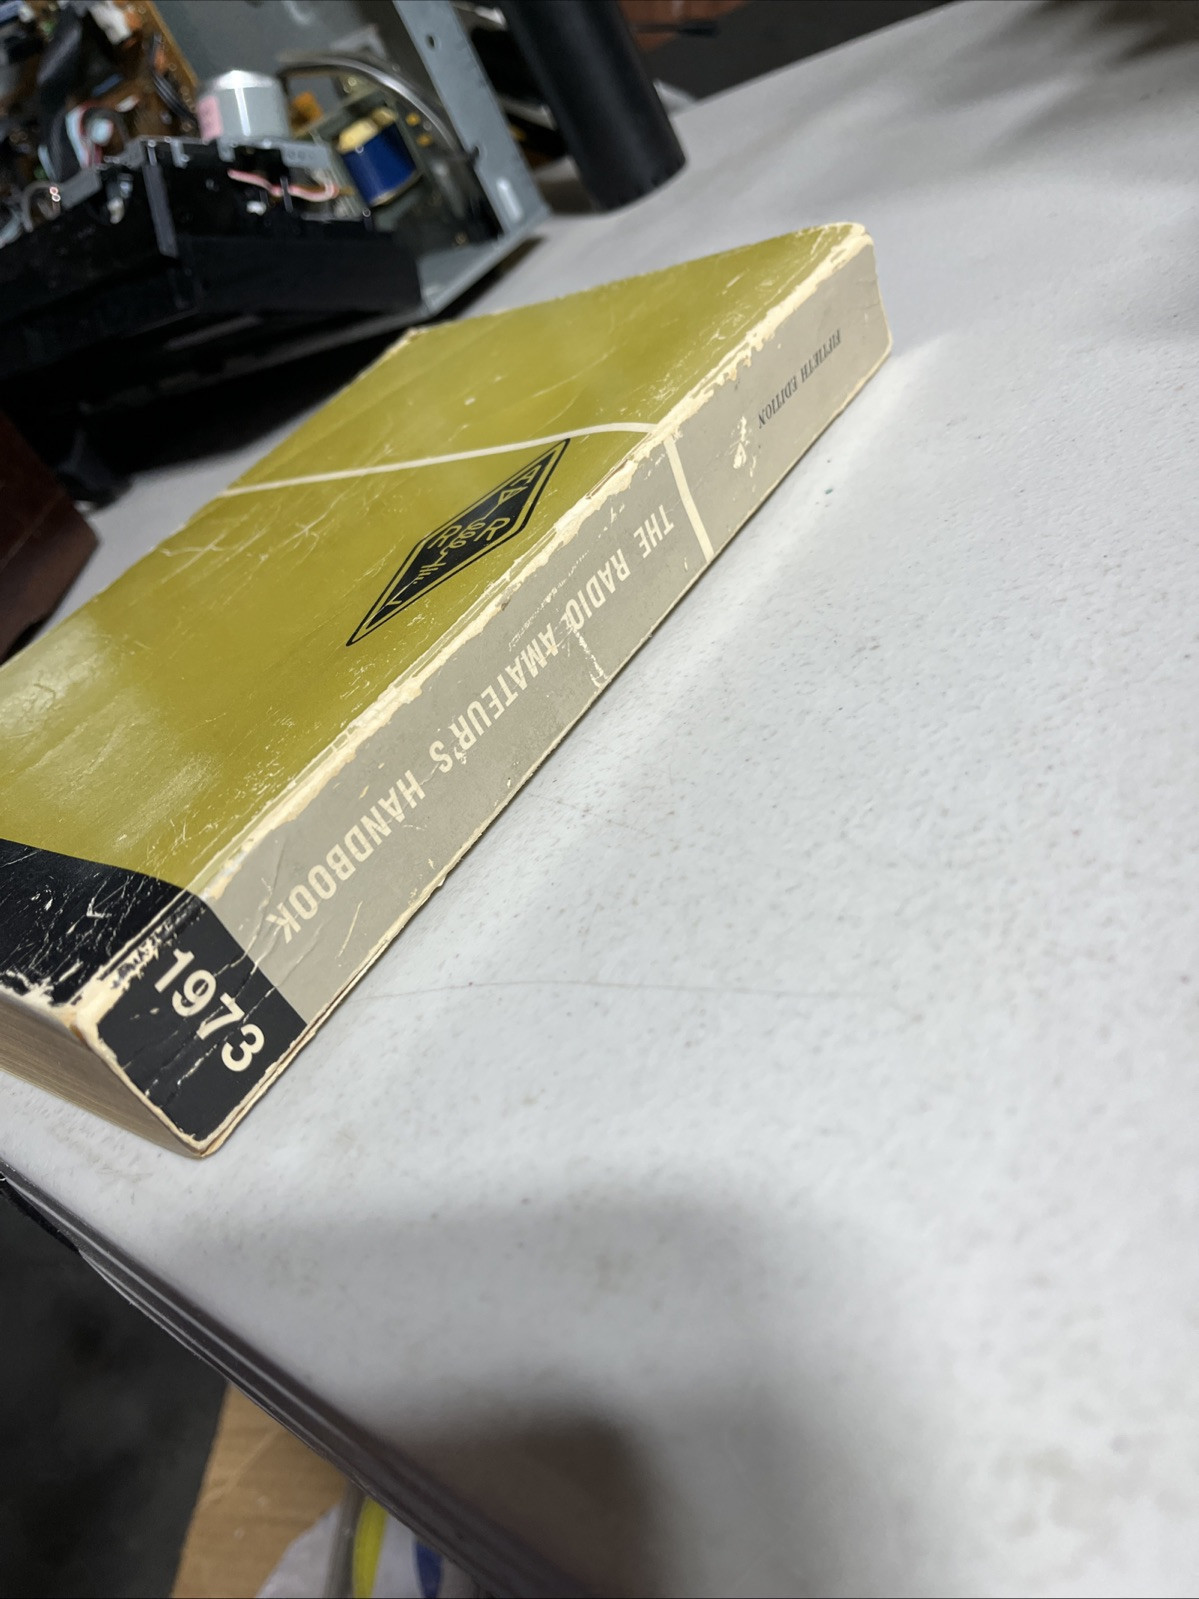 FIFTIETH EDITION
THE RADIO AMATEUR'S HANDBOOK
1973
A
R R
L